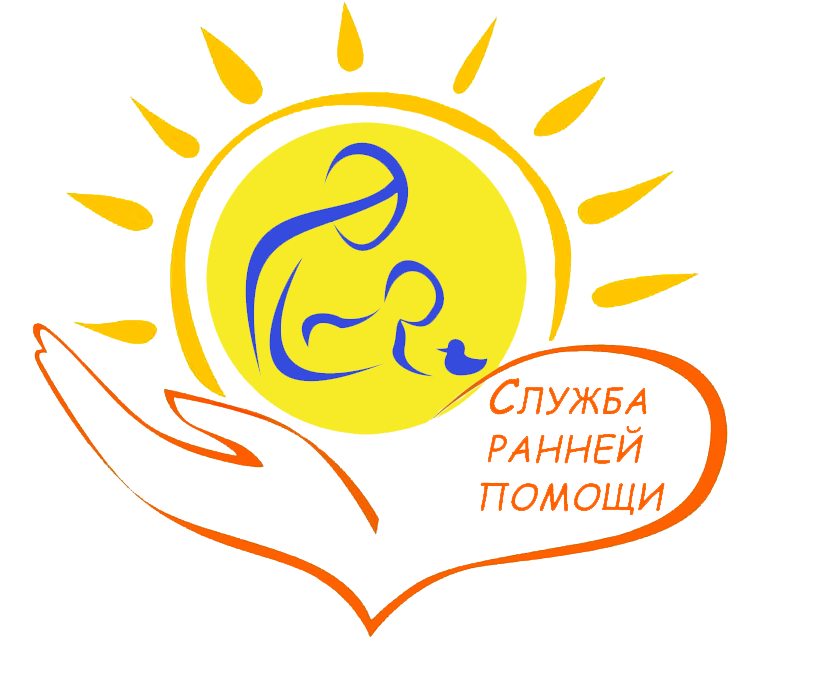 Служба
ранней
помощи